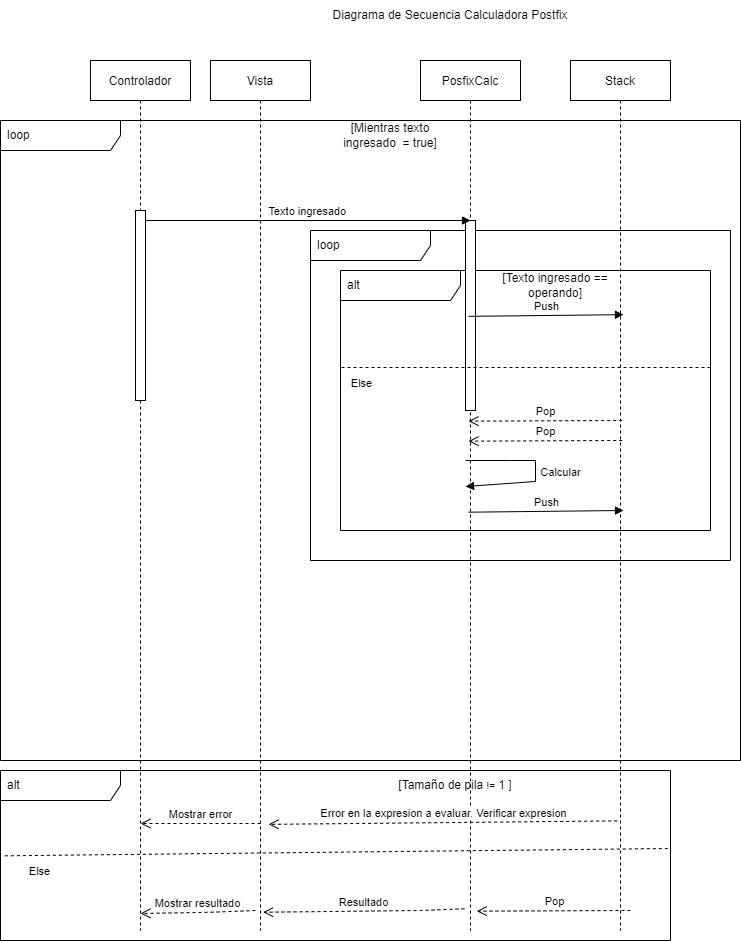 Diagrama de Secuencia Calculadora Postfix
Controlador
Vista
PosfixCalc
Stack
loop
[Mientras texto
ingresado = true]
Texto ingresado
loop
alt
[Texto ingresado ==
operando]
Push
Else
Pop
Pop
Calcular
Push
alt
[Tamaño de pila != 1 ]
Mostrar error
Error en la expresion a evaluar. Verificar expresion
Else
Mostrar resultado
Resultado
Pop